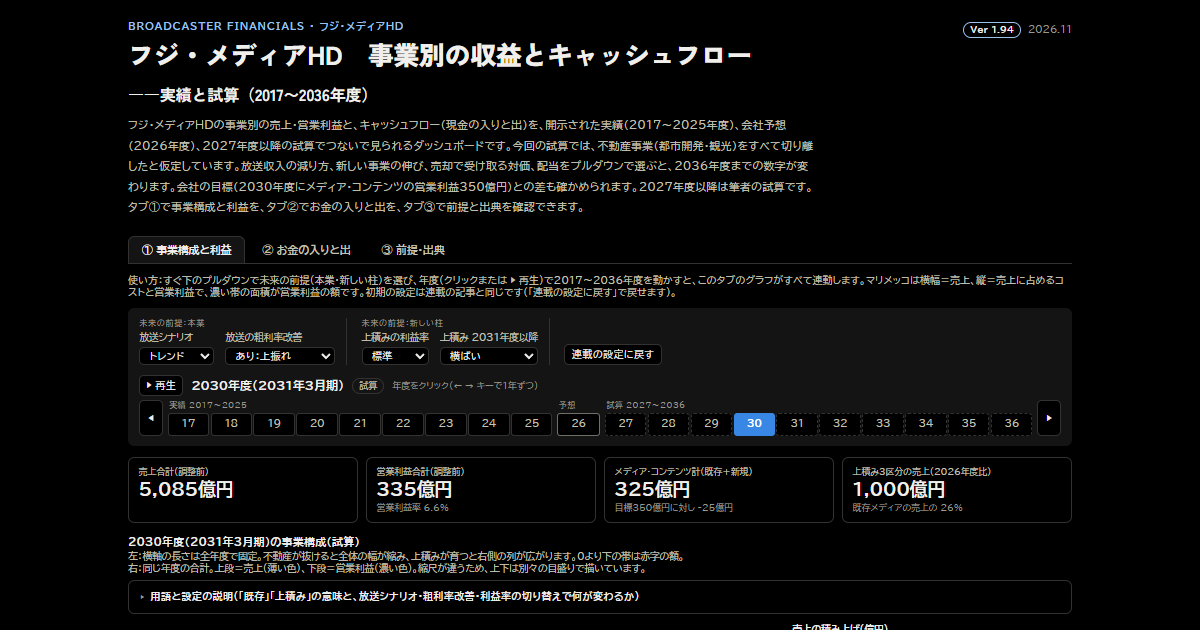 BROADCASTER FINANCIALS · フジ・メディアHD
Ver 1.94 2026.11
フジ・メディアHD　事業別の収益とキャッシュフロー
——実績と試算（2017〜2036年度）
フジ・メディアHDの事業別の売上・営業利益と、キャッシュフロー(現金の入りと出)を、開示された実績(2017〜2025年度)、会社予想
(2026年度)、2027年度以降の試算でつないで見られるダッシュボードです。今回の試算では、不動産事業(都市開発・観光)をすべて切り離
したと仮定しています。放送収入の減り方、新しい事業の伸び、売却で受け取る対価、配当をプルダウンで選ぶと、2036年度までの数字が変
わります。会社の目標(2030年度にメディア・コンテンツの営業利益350億円)との差も確かめられます。2027年度以降は筆者の試算です。
タブ①で事業構成と利益を、タブ②でお金の入りと出を、タブ③で前提と出典を確認できます。
① 事業構成と利益 ② お金の入りと出 ③ 前提・出典
使い方：すぐ下のプルダウンで未来の前提(本業・新しい柱)を選び、年度(クリックまたは ▶ 再生)で2017〜2036年度を動かすと、このタブのグラフがすべて連動します。マリメッコは横幅＝売上、縦＝売上に占めるコ
ストと営業利益で、濃い帯の面積が営業利益の額です。初期の設定は連載の記事と同じです(「連載の設定に戻す」で戻せます)。
未来の前提：本業 未来の前提：新しい柱
放送シナリオ 放送の粗利率改善 上積みの利益率 上積み 2031年度以降
トレンド あり：上振れ 標準 横ばい 連載の設定に戻す
▶ 再生 2030年度(2031年3月期) 試算 年度をクリック(← → キーで1年ずつ)
実績 2017〜2025 予想 試算 2027〜2036
◀ 17 18 19 20 21 22 23 24 25 26 27 28 29 30 31 32 33 34 35 36 ▶
売上合計(調整前) 営業利益合計(調整前) メディア・コンテンツ計(既存＋新規) 上積み3区分の売上(2026年度比)
5,085億円 335億円 325億円 1,000億円
営業利益率 6.6% 目標350億円に対し -25億円 既存メディアの売上の 26%
2030年度(2031年3月期)の事業構成(試算)
左：横軸の長さは全年度で固定。不動産が抜けると全体の幅が縮み、上積みが育つと右側の列が広がります。0より下の帯は赤字の額。
右：同じ年度の合計。上段＝売上(薄い色)、下段＝営業利益(濃い色)。縮尺が違うため、上下は別々の目盛りで描いています。
▸ 用語と設定の説明(「既存」「上積み」の意味と、放送シナリオ・粗利率改善・利益率の切り替えで何が変わるか)
売上の積み上げ(億円)